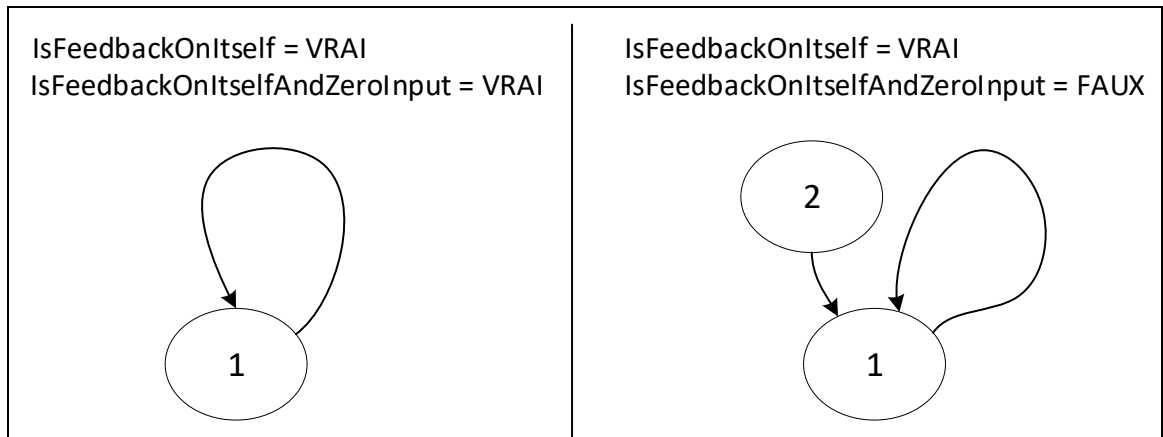 IsFeedbackOnItself = VRAI
IsFeedbackOnItselfAndZeroInput = VRAI
1
IsFeedbackOnItself = VRAI
IsFeedbackOnItselfAndZeroInput = FAUX
2
1